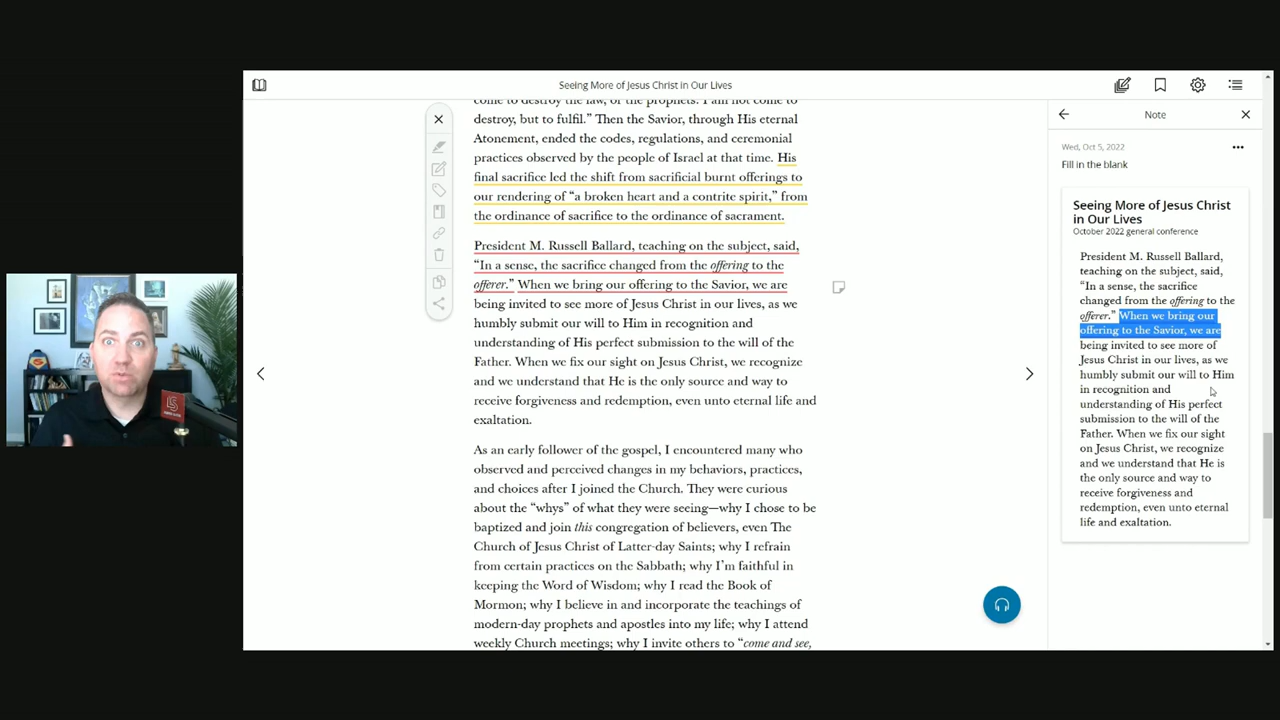 Seeing More of Jesus Christ in Our Lives
come to destroy the law, or the prophets: I am not come to
destroy, but to fulfil.” Then the Savior, through His eternal
Atonement, ended the codes, regulations, and ceremonial
practices observed by the people of Israel at that time. His
final sacrifice led the shift from sacrificial burnt offerings to
our rendering of “a broken heart and a contrite spirit,” from
the ordinance of sacrifice to the ordinance of sacrament.
President M. Russell Ballard, teaching on the subject, said,
“In a sense, the sacrifice changed from the offering to the
offerer.” When we bring our offering to the Savior, we are
being invited to see more of Jesus Christ in our lives, as we
humbly submit our will to Him in recognition and
understanding of His perfect submission to the will of the
Father. When we fix our sight on Jesus Christ, we recognize
and we understand that He is the only source and way to
receive forgiveness and redemption, even unto eternal life and
exaltation.
As an early follower of the gospel, I encountered many who
observed and perceived changes in my behaviors, practices,
and choices after I joined the Church. They were curious
about the “whys” of what they were seeing—why I chose to be
baptized and join this congregation of believers, even The
Church of Jesus Christ of Latter-day Saints; why I refrain
from certain practices on the Sabbath; why I’m faithful in
keeping the Word of Wisdom; why I read the Book of
Mormon; why I believe in and incorporate the teachings of
modern-day prophets and apostles into my life; why I attend
weekly Church meetings; why I invite others to “come and see,
Note
Wed, Oct 5, 2022
Fill in the blank
Seeing More of Jesus Christ
in Our Lives
October 2022 general conference
President M. Russell Ballard,
teaching on the subject, said,
“In a sense, the sacrifice
changed from the offering to the
offerer.” When we bring our
offering to the Savior, we are
being invited to see more of
Jesus Christ in our lives, as we
humbly submit our will to Him
in recognition and
understanding of His perfect
submission to the will of the
Father. When we fix our sight
on Jesus Christ, we recognize
and we understand that He is
the only source and way to
receive forgiveness and
redemption, even unto eternal
life and exaltation.